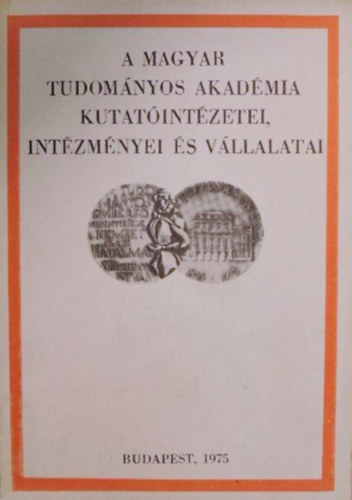 A MAGYAR
TUDOMÁNYOS AKADÉMIA
KUTATÓINTÉZETEI,
INTÉZMÉNYEI ÉS VÁLLALATAI
BUDAPEST, 1975